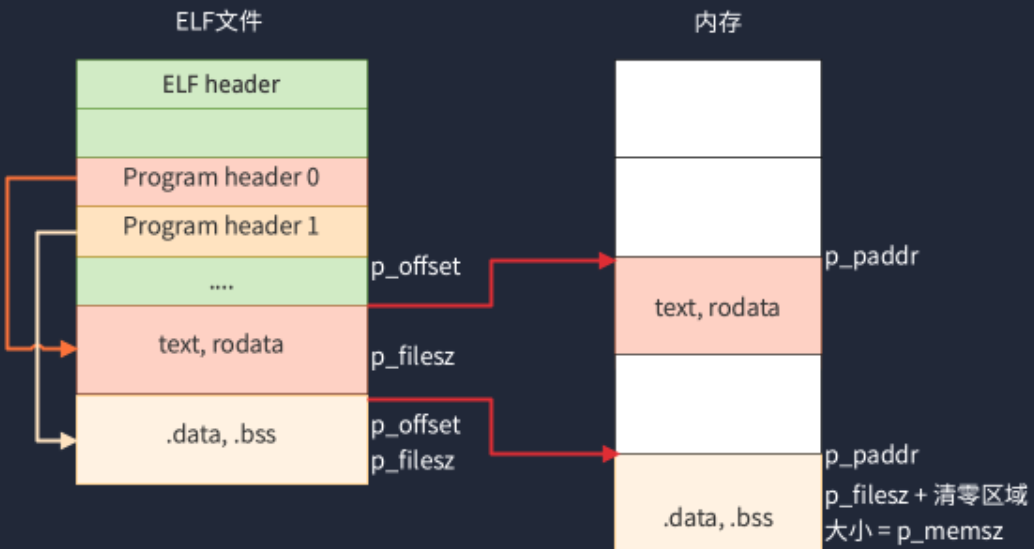 ELF文件
内存
ELF header
Program header 0
Program header 1
p_offset
p_paddr
....
text, rodata
text, rodata
p_filesz
.data, .bss
p_offset
p_filesz
p_paddr
p_filesz + 清零区域
.data, .bss
大小 = p_memsz